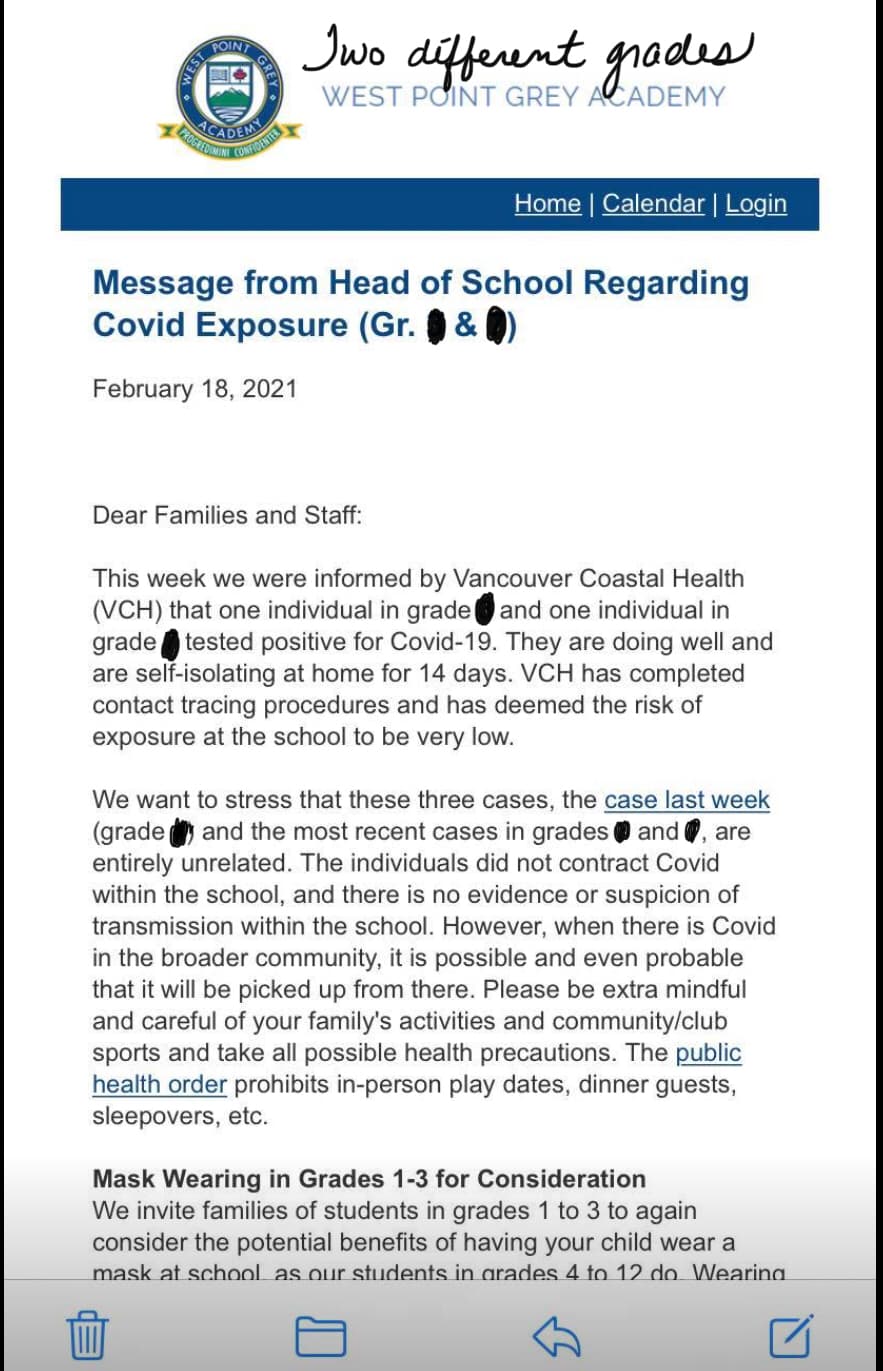 Two different grades
WEST POINT GREY
ACADEMY
PROGREDIMINI CONFIDENTER
WEST POINT GREY ACADEMY
Home | Calendar | Login
Message from Head of School Regarding
Covid Exposure (Gr. & )
February 18, 2021
Dear Families and Staff:
This week we were informed by Vancouver Coastal Health
(VCH) that one individual in grade and one individual in
grade tested positive for Covid-19. They are doing well and
are self-isolating at home for 14 days. VCH has completed
contact tracing procedures and has deemed the risk of
exposure at the school to be very low.
We want to stress that these three cases, the case last week
(grade ) and the most recent cases in grades and , are
entirely unrelated. The individuals did not contract Covid
within the school, and there is no evidence or suspicion of
transmission within the school. However, when there is Covid
in the broader community, it is possible and even probable
that it will be picked up from there. Please be extra mindful
and careful of your family's activities and community/club
sports and take all possible health precautions. The public
health order prohibits in-person play dates, dinner guests,
sleepovers, etc.
Mask Wearing in Grades 1-3 for Consideration
We invite families of students in grades 1 to 3 to again
consider the potential benefits of having your child wear a
mask at school, as our students in grades 4 to 12 do. Wearing